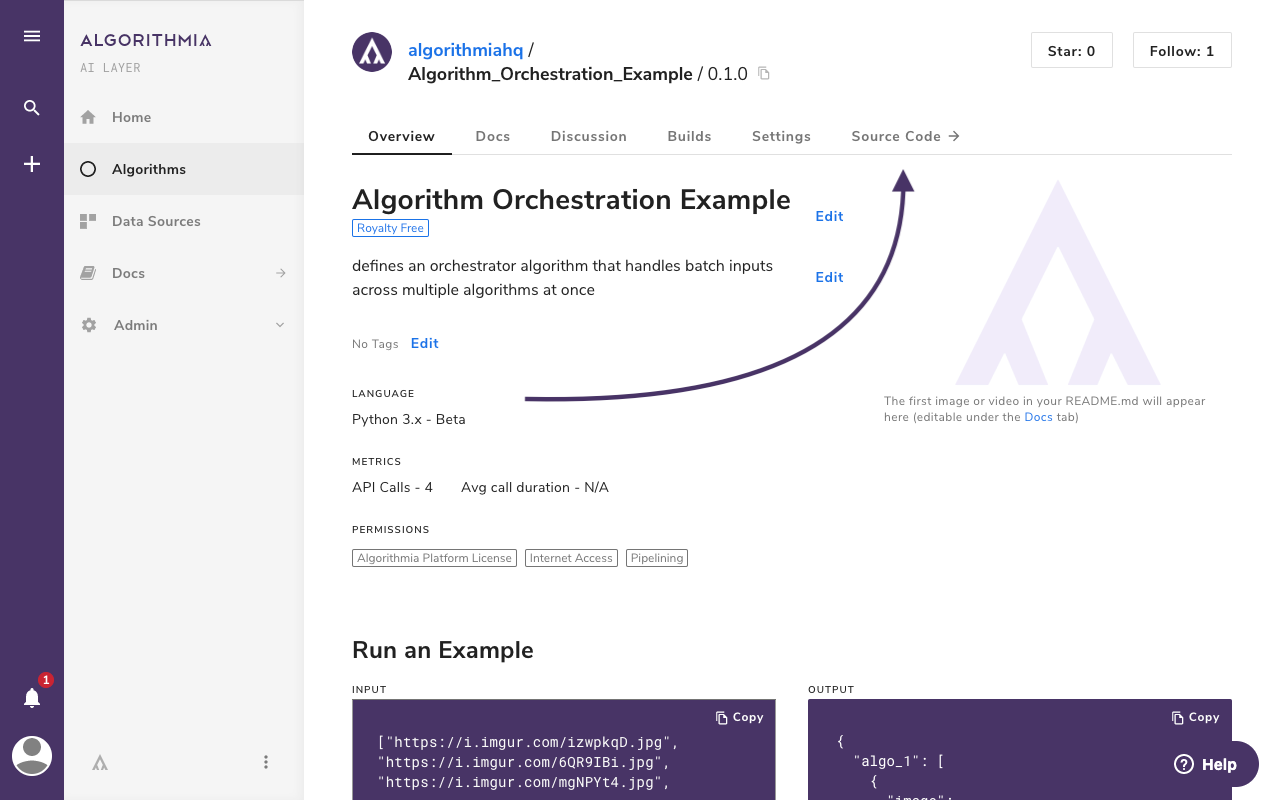 ALGORITHMIA
AI LAYER
Home
Algorithms
Data Sources
Docs
Admin
1
algorithmiahq /
Algorithm_Orchestration_Example / 0.1.0
Star: 0
Follow: 1
Overview
Docs
Discussion
Builds
Settings
Source Code
Algorithm Orchestration Example
Edit
Royalty Free
defines an orchestrator algorithm that handles batch inputs
across multiple algorithms at once
Edit
No Tags
Edit
LANGUAGE
Python 3.x - Beta
METRICS
API Calls - 4
Avg call duration - N/A
PERMISSIONS
Algorithmia Platform License
Internet Access
Pipelining
The first image or video in your README.md will appear
here (editable under the Docs tab)
Run an Example
INPUT
Copy
["https://i.imgur.com/izwpkqD.jpg",
"https://i.imgur.com/6QR9IBi.jpg",
"https://i.imgur.com/mgNPYt4.jpg",
OUTPUT
Copy
{
"algo_1": [
{
"image":
Help